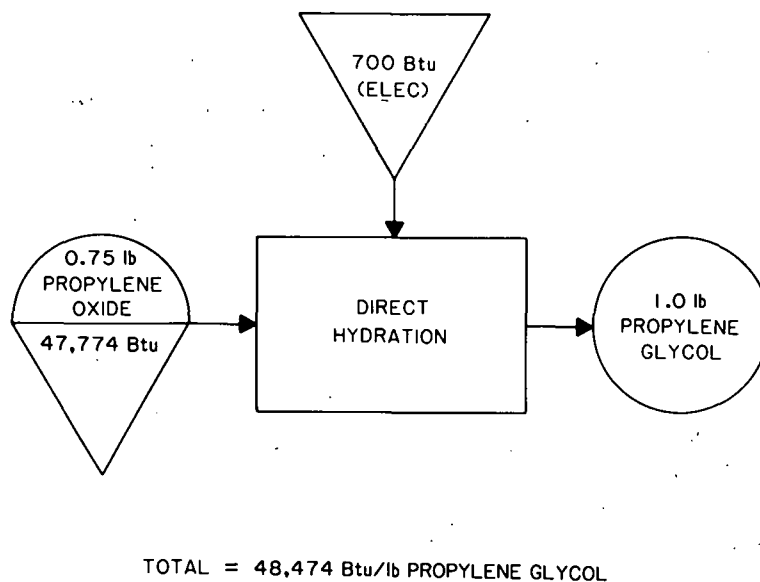 700 Btu
(ELEC)
0.75 lb
PROPYLENE
OXIDE
47,774 Btu
DIRECT
HYDRATION
1.0 lb
PROPYLENE
GLYCOL
TOTAL = 48,474 Btu/lb PROPYLENE GLYCOL